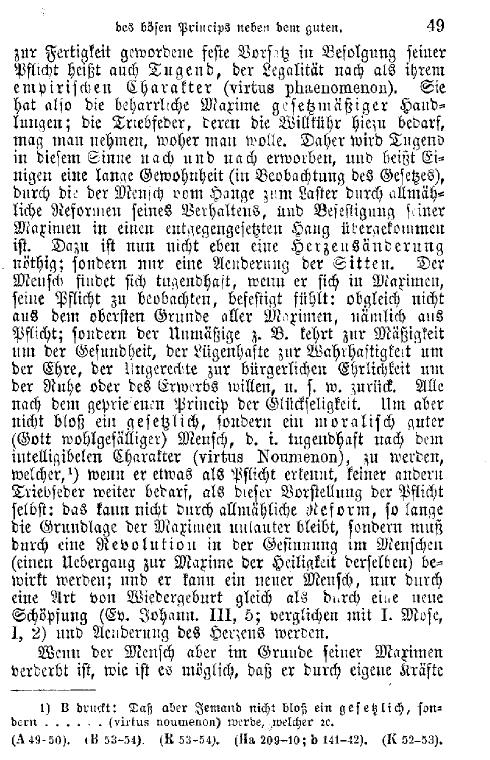 des bösen Princips neben dem guten. 49
zur Fertigkeit gewordene feste Vorsatz in Befolgung seiner
Pflicht heißt auch Tugend, der Legalität nach als ihrem
empirischen Charakter (virtus phaenomenon). Sie
hat also die beharrliche Maxime gesetzmäßiger Hand-
lungen; die Triebfeder, deren die Willkühr hiezu bedarf,
mag man nehmen, woher man wolle. Daher wird Tugend
in diesem Sinne nach und nach erworben, und heißt Ei-
nigen eine lange Gewohnheit (in Beobachtung des Gesetzes),
durch die der Mensch vom Hange zum Laster durch allmäh-
liche Reformen seines Verhaltens, und Befestigung seiner
Maximen in einen entgegengesetzten Hang übergekommen
ist. Dazu ist nun nicht eben eine Herzensänderung
nöthig; sondern nur eine Aenderung der Sitten. Der
Mensch findet sich tugendhaft, wenn er sich in Maximen,
seine Pflicht zu beobachten, befestigt fühlt: obgleich nicht
aus dem obersten Grunde aller Maximen, nämlich aus
Pflicht; sondern der Unmäßige z. B. kehrt zur Mäßigkeit
um der Gesundheit, der Lügenhafte zur Wahrhaftigkeit um
der Ehre, der Ungerechte zur bürgerlichen Ehrlichkeit um
der Ruhe oder des Erwerbs willen, u. s. w. zurück. Alle
nach dem gepriesenen Princip der Glückseligkeit. Um aber
nicht bloß ein gesetzlich, sondern ein moralisch guter
(Gott wohlgefälliger) Mensch, d. i. tugendhaft nach dem
intelligibelen Charakter (virtus Noumenon), zu werden,
welcher,¹) wenn er etwas als Pflicht erkennt, keiner andern
Triebfeder weiter bedarf, als dieser Vorstellung der Pflicht
selbst: das kann nicht durch allmähliche Reform, so lange
die Grundlage der Maximen unlauter bleibt, sondern muß
durch eine Revolution in der Gesinnung im Menschen
(einen Uebergang zur Maxime der Heiligkeit derselben) be-
wirkt werden; und er kann ein neuer Mensch, nur durch
eine Art von Wiedergeburt gleich als durch eine neue
Schöpfung (Ev. Johann. III, 5; verglichen mit I. Mose,
1, 2) und Aenderung des Herzens werden.
Wenn der Mensch aber im Grunde seiner Maximen
verderbt ist, wie ist es möglich, daß er durch eigene Kräfte
1) B druckt: Daß aber Jemand nicht bloß ein gesetzlich, son-
dern . . . . . . (virtus noumenon) werde, welcher ꝛc.
(A 49-50). (B 53-54). (R 53-54). (Ha 209-10; b 141-42). (K 52-53).